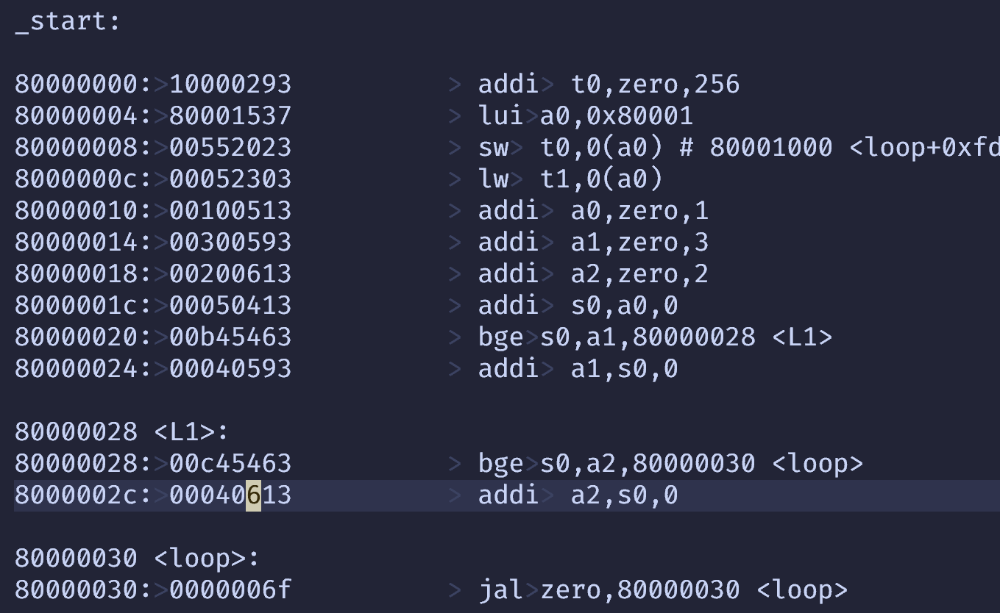 _start:
80000000:>10000293 > addi> t0,zero,256
80000004:>80001537 > lui>a0,0x80001
80000008:>00552023 > sw> t0,0(a0) # 80001000 <loop+0xfd
8000000c:>00052303 > lw> t1,0(a0)
80000010:>00100513 > addi> a0,zero,1
80000014:>00300593 > addi> a1,zero,3
80000018:>00200613 > addi> a2,zero,2
8000001c:>00050413 > addi> s0,a0,0
80000020:>00b45463 > bge>s0,a1,80000028 <L1>
80000024:>00040593 > addi> a1,s0,0
80000028 <L1>:
80000028:>00c45463 > bge>s0,a2,80000030 <loop>
8000002c:>00040613 > addi> a2,s0,0
80000030 <loop>:
80000030:>0000006f > jal>zero,80000030 <loop>